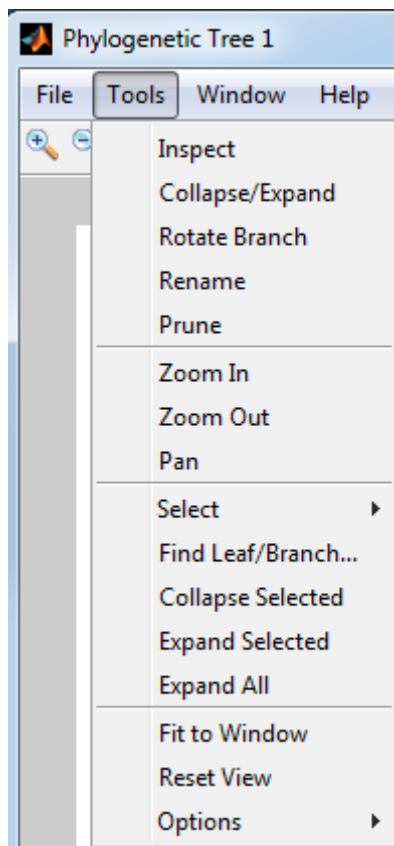 Phylogenetic Tree 1
File Tools Window Help
Inspect
Collapse/Expand
Rotate Branch
Rename
Prune
Zoom In
Zoom Out
Pan
Select
Find Leaf/Branch...
Collapse Selected
Expand Selected
Expand All
Fit to Window
Reset View
Options